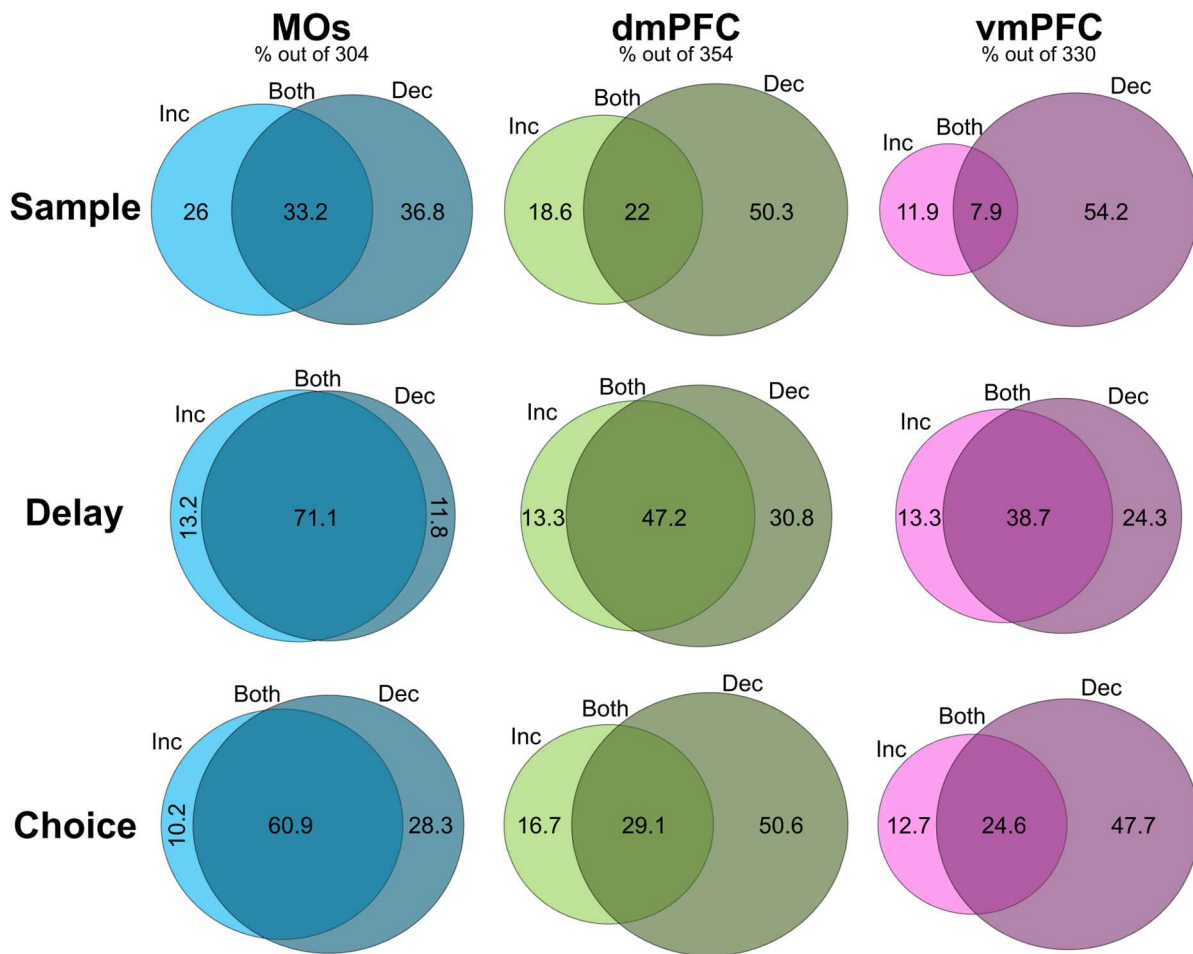 MOs
% out of 304
dmPFC
% out of 354
vmPFC
% out of 330
Sample
Inc
Both
Dec
26
33.2
36.8
Inc
Both
Dec
18.6
22
50.3
Inc
Both
Dec
11.9
7.9
54.2
Delay
Inc
Both
Dec
13.2
71.1
11.8
Inc
Both
Dec
13.3
47.2
30.8
Inc
Both
Dec
13.3
38.7
24.3
Choice
Inc
Both
Dec
10.2
60.9
28.3
Inc
Both
Dec
16.7
29.1
50.6
Inc
Both
Dec
12.7
24.6
47.7